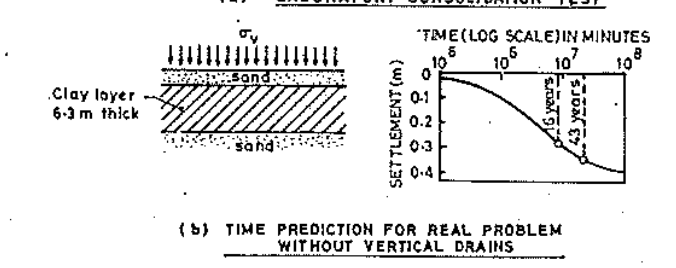 σv
sand
Clay layer
6·3 m thick
sand
TIME (LOG SCALE) IN MINUTES
10⁶ 10⁶ 10⁷ 10⁸
SETTLEMENT (m)
0
0·1
0·2
0·3
0·4
16 years
43 years
(b) TIME PREDICTION FOR REAL PROBLEM
WITHOUT VERTICAL DRAINS